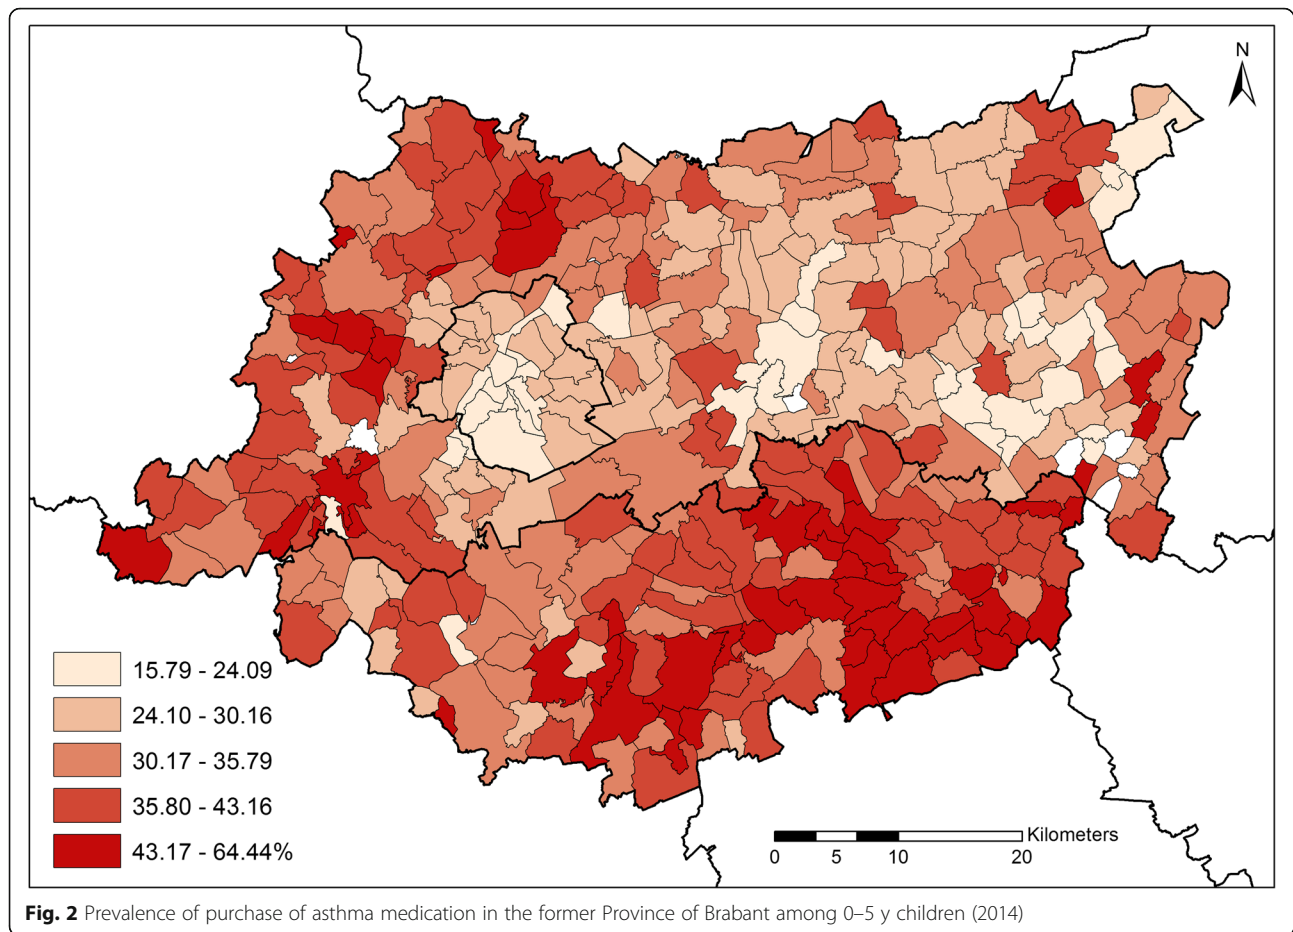 N
15.79 - 24.09
24.10 - 30.16
30.17 - 35.79
35.80 - 43.16
43.17 - 64.44%
Kilometers
0 5 10 20
Fig. 2 Prevalence of purchase of asthma medication in the former Province of Brabant among 0–5 y children (2014)